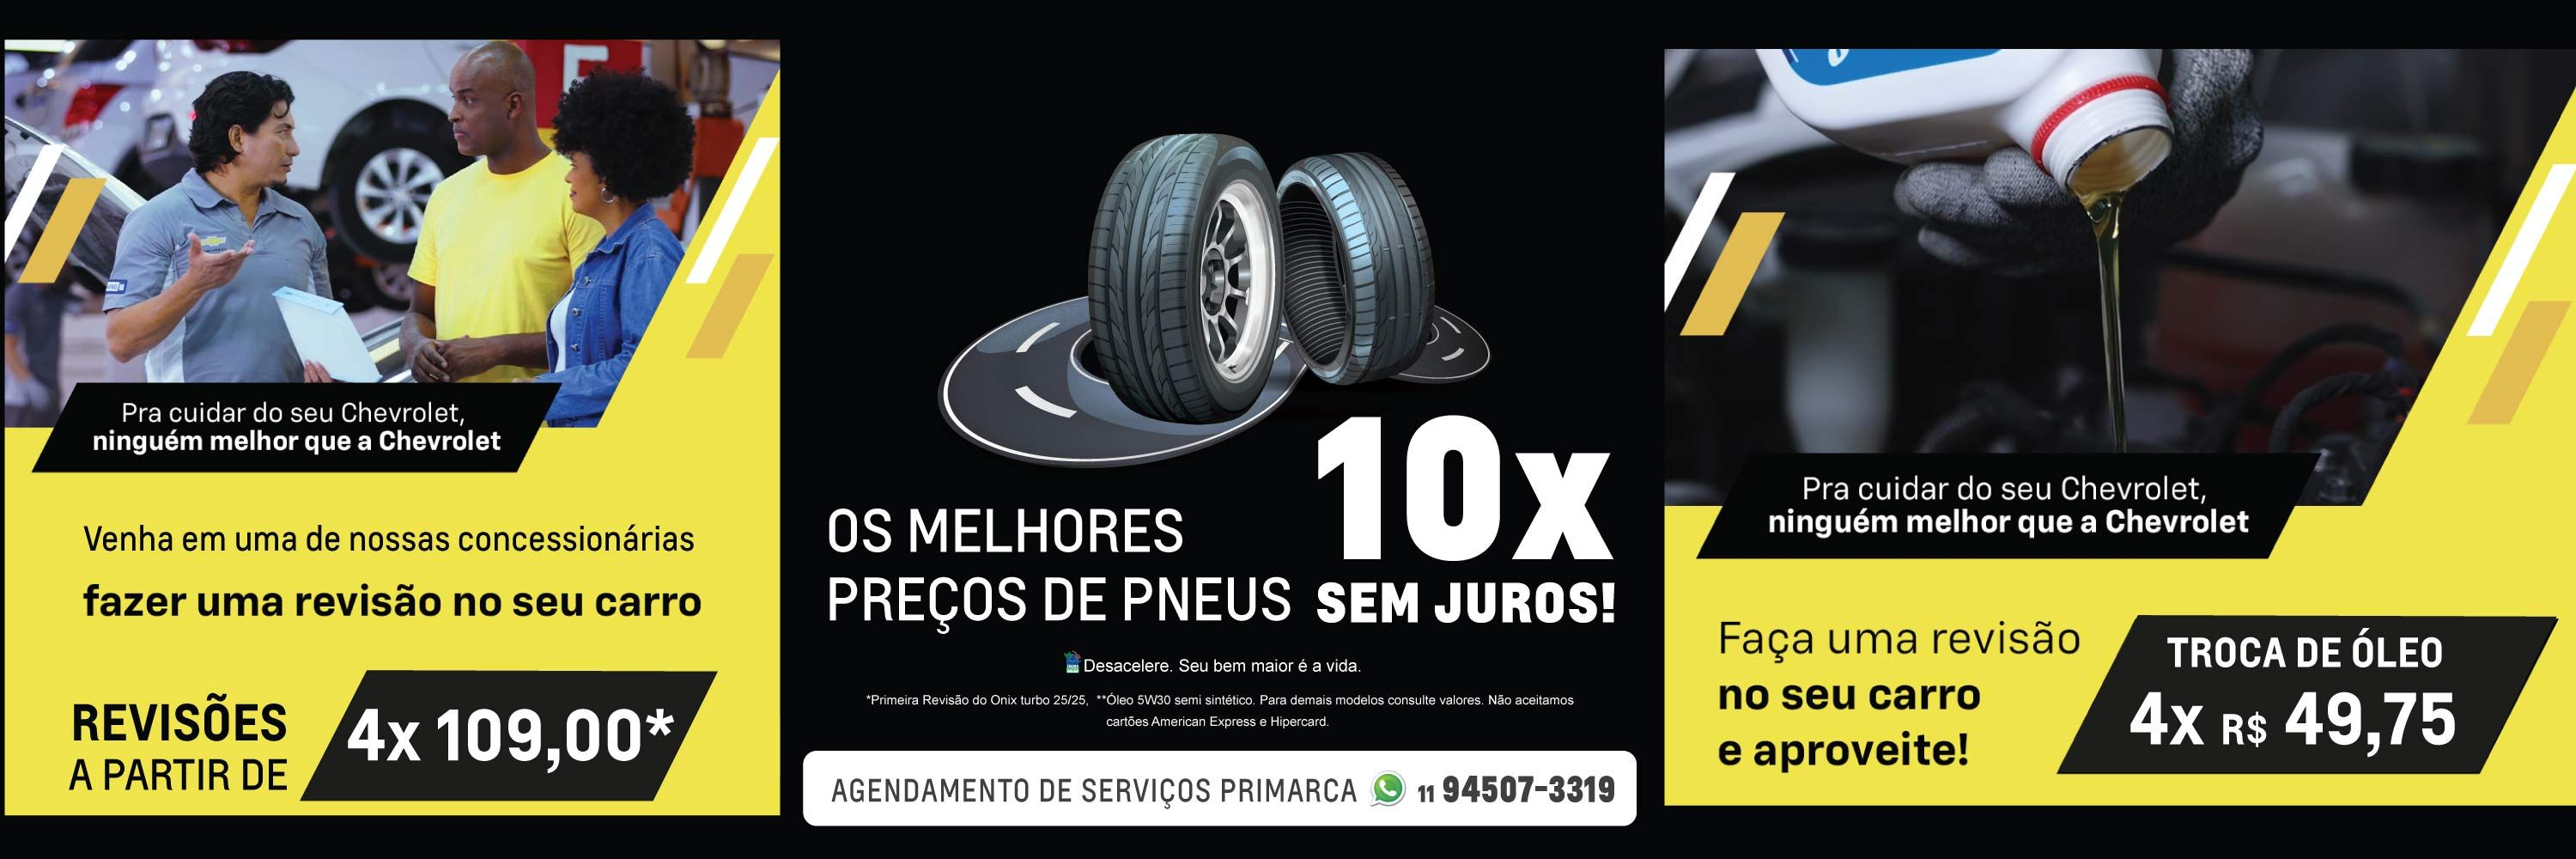 Pra cuidar do seu Chevrolet,
ninguém melhor que a Chevrolet
Venha em uma de nossas concessionárias
fazer uma revisão no seu carro
REVISÕES
A PARTIR DE
4x 109,00*
OS MELHORES
PREÇOS DE PNEUS
10x
SEM JUROS!
Desacelere. Seu bem maior é a vida.
*Primeira Revisão do Onix turbo 25/25, **Óleo 5W30 semi sintético. Para demais modelos consulte valores. Não aceitamos
cartões American Express e Hipercard.
AGENDAMENTO DE SERVIÇOS PRIMARCA 11 94507-3319
Pra cuidar do seu Chevrolet,
ninguém melhor que a Chevrolet
Faça uma revisão
no seu carro
e aproveite!
TROCA DE ÓLEO
4x R$ 49,75